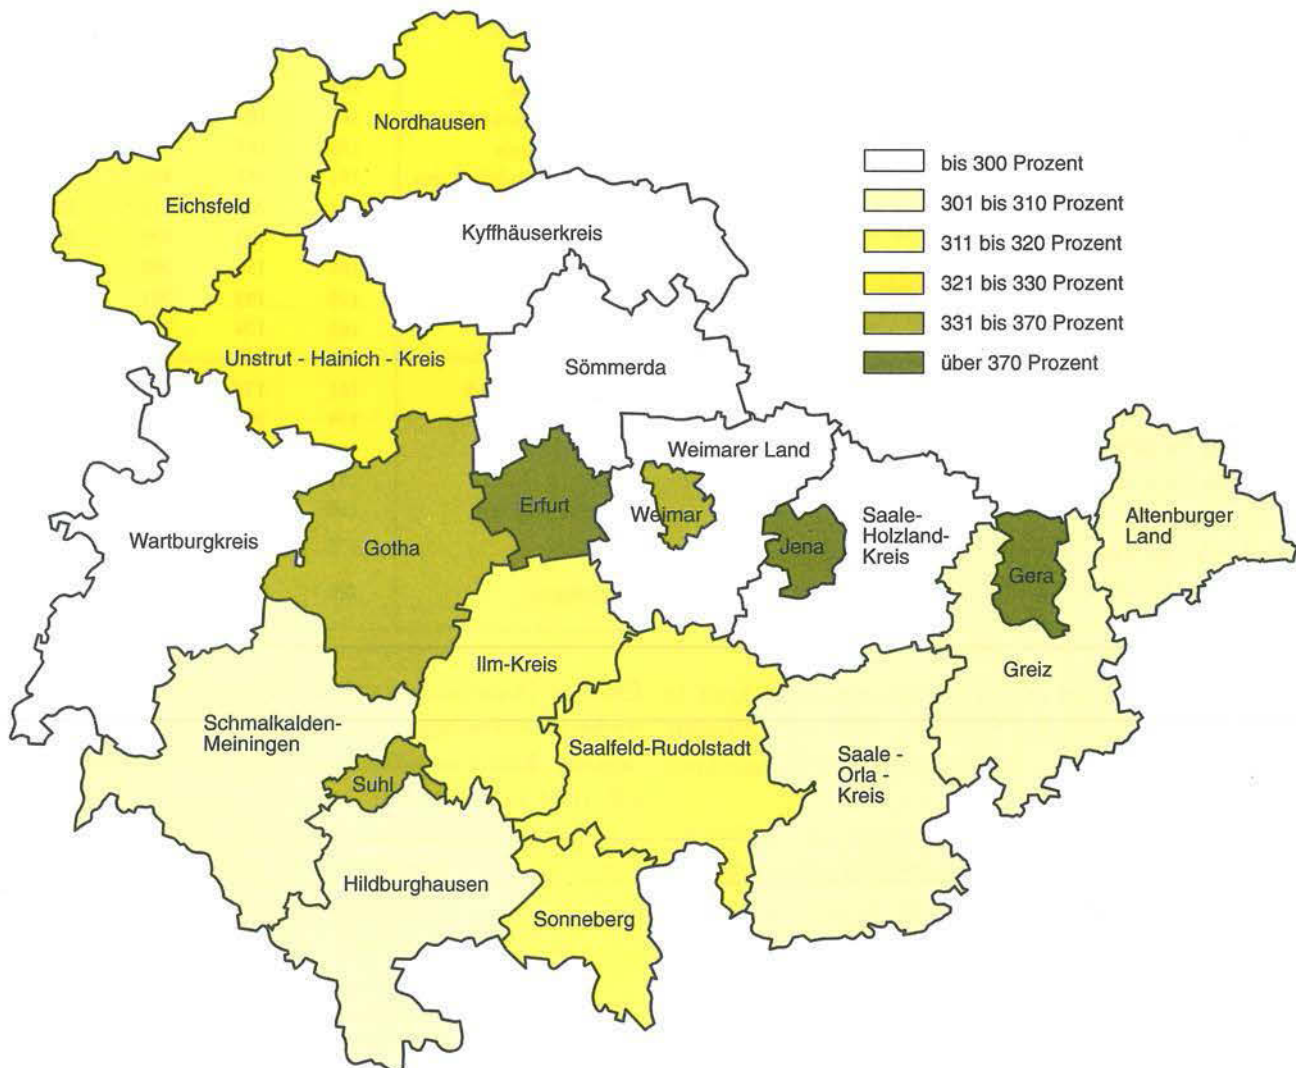 Nordhausen
Eichsfeld
Kyffhäuserkreis
bis 300 Prozent
301 bis 310 Prozent
311 bis 320 Prozent
321 bis 330 Prozent
331 bis 370 Prozent
über 370 Prozent
Unstrut - Hainich - Kreis
Sömmerda
Weimarer Land
Erfurt
Weimar
Wartburgkreis
Gotha
Jena
Saale-
Holzland-
Kreis
Altenburger
Land
Gera
Ilm-Kreis
Greiz
Schmalkalden-
Meiningen
Saalfeld-Rudolstadt
Saale -
Orla -
Kreis
Suhl
Hildburghausen
Sonneberg